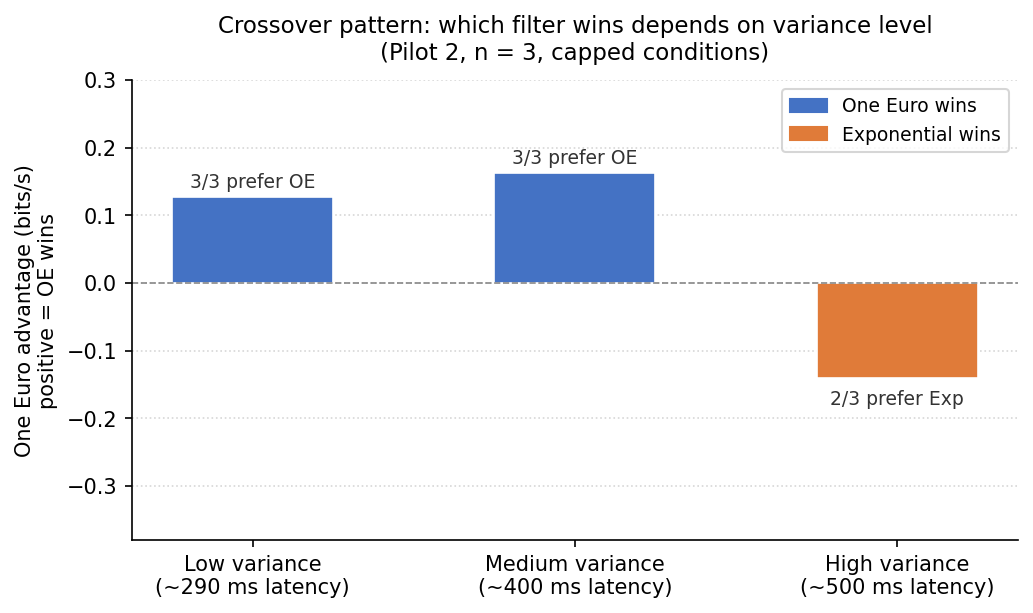 Crossover pattern: which filter wins depends on variance level
(Pilot 2, n = 3, capped conditions)
One Euro advantage (bits/s)
positive = OE wins
0.3
0.2
0.1
0.0
−0.1
−0.2
−0.3
One Euro wins
Exponential wins
3/3 prefer OE
3/3 prefer OE
2/3 prefer Exp
Low variance
(~290 ms latency)
Medium variance
(~400 ms latency)
High variance
(~500 ms latency)